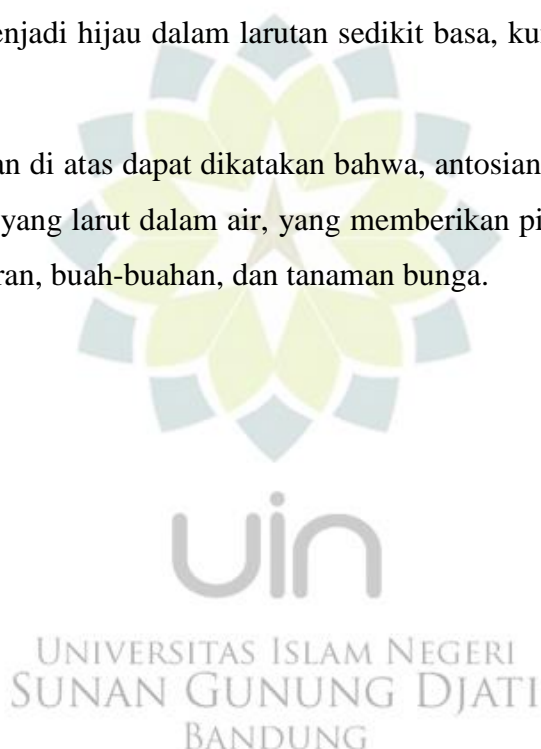 enjadi hijau dalam larutan sedikit basa, ku
an di atas dapat dikatakan bahwa, antosian
yang larut dalam air, yang memberikan pi
ran, buah-buahan, dan tanaman bunga.
uin
UNIVERSITAS ISLAM NEGERI
SUNAN GUNUNG DJATI
BANDUNG